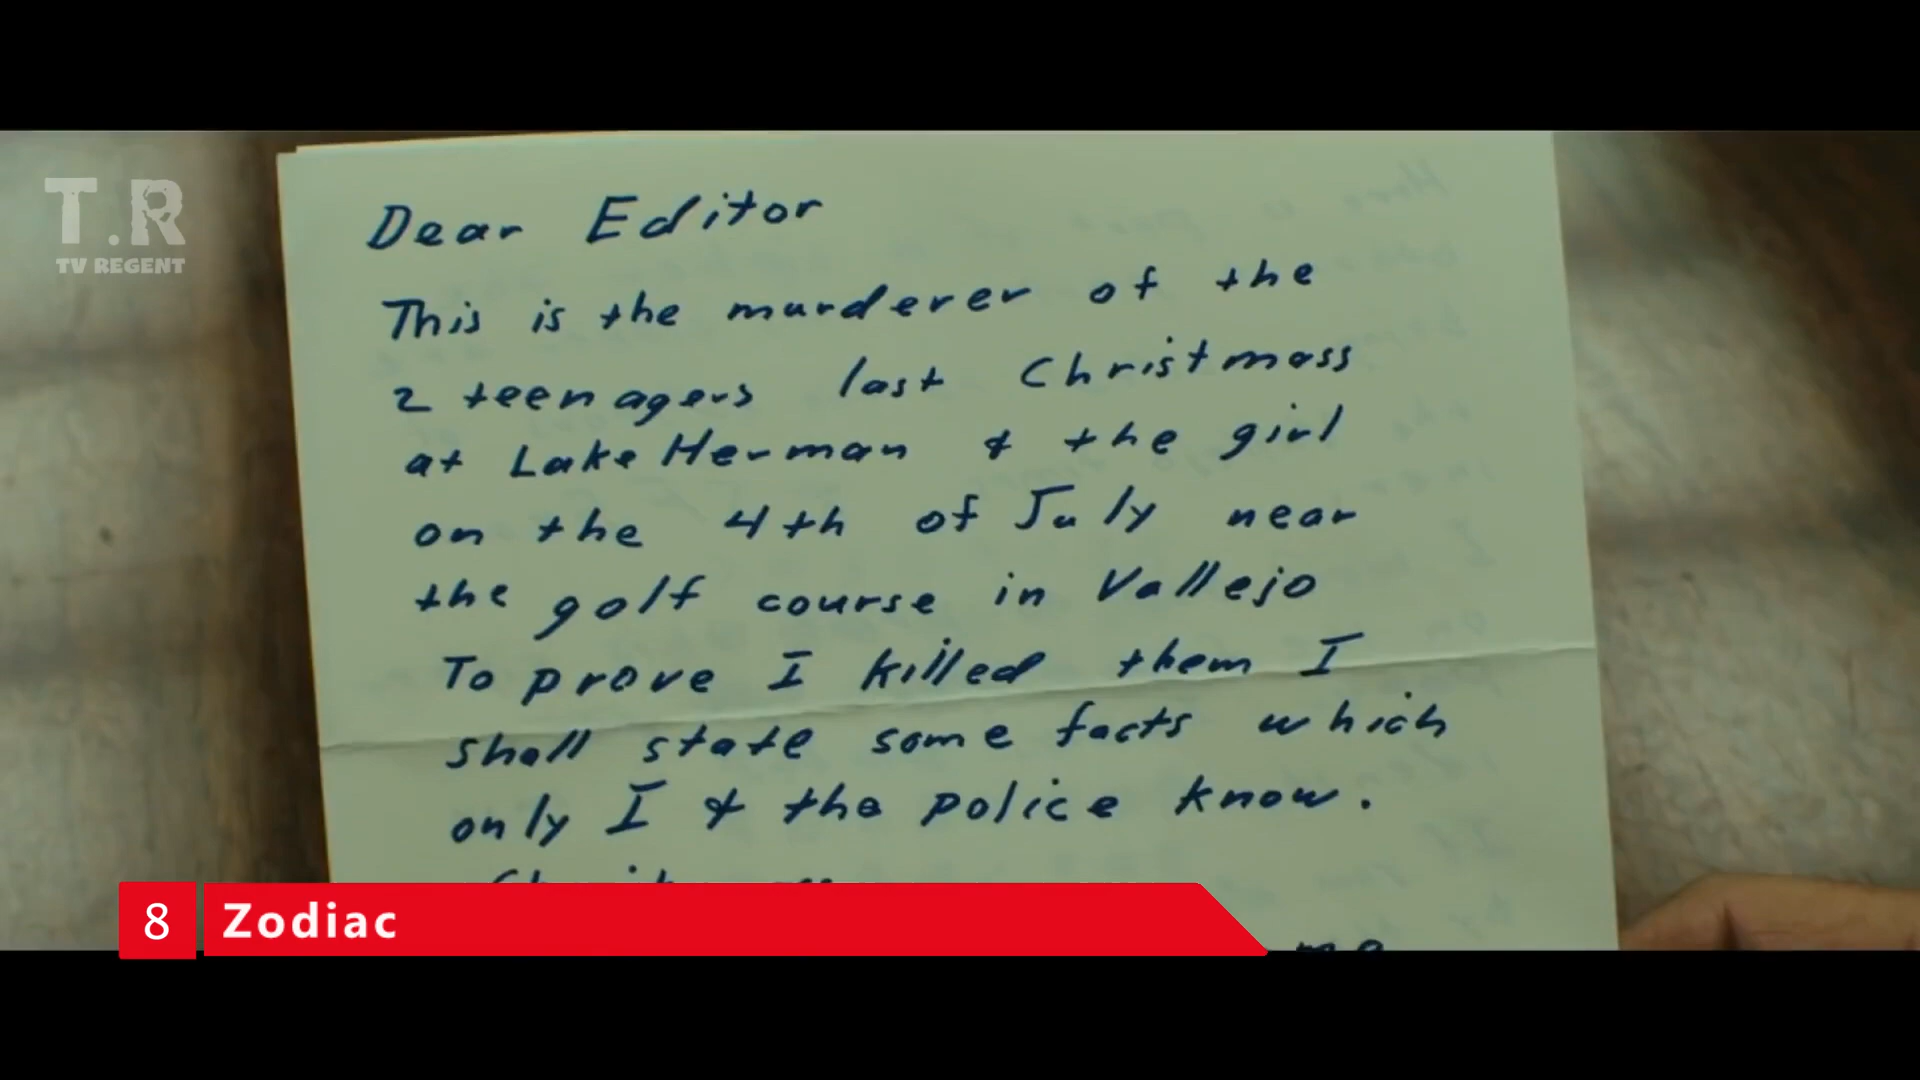 T.R
TV REGENT
Dear Editor
This is the murderer of the
2 teenagers last Christmass
at Lake Herman & the girl
on the 4th of July near
the golf course in Vallejo
To prove I killed them I
shall state some facts which
only I & the police know.
8 Zodiac